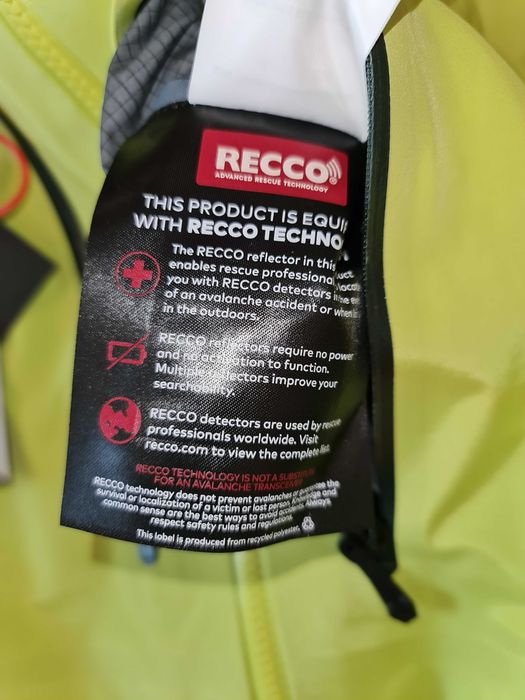 RECCO
ADVANCED RESCUE TECHNOLOGY
THIS PRODUCT IS
WITH RECCO
The RECCO reflector in this
enables rescue
you with RECCO detectors in
of an avalanche accident or when
in the outdoors.
RECCO reflectors require no power
and no activation to function.
Multiple reflectors improve your
searchability.
RECCO detectors are used by rescue
professionals worldwide. Visit
recco.com to view the complete list.
RECCO TECHNOLOGY IS NOT A
FOR AN AVALANCHE TRANSCEIVER
RECCO technology does not prevent avalanches or guarantee the
survival or localization of a victim or lost person. Knowledge and
common sense are the best ways to avoid accidents. Always
respect safety rules and regulations.
This label is produced from recycled polyester.